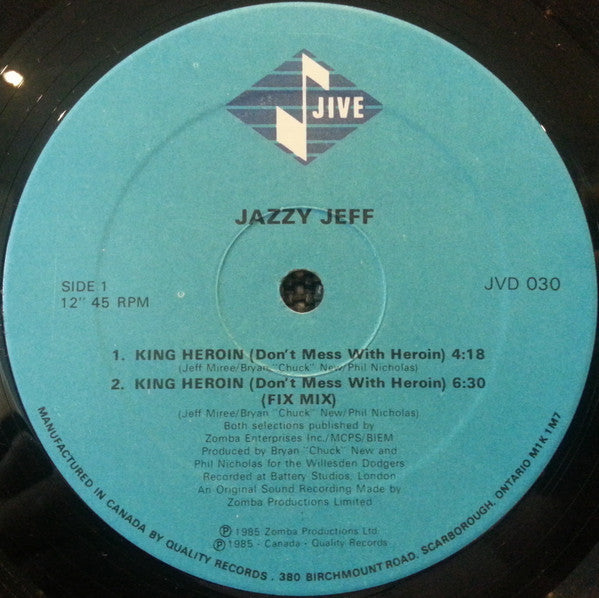 JIVE
JAZZY JEFF
SIDE 1
12" 45 RPM
JVD 030
1. KING HEROIN (Don't Mess With Heroin) 4:18
(Jeff Miree/Bryan "Chuck" New/Phil Nicholas)
2. KING HEROIN (Don't Mess With Heroin) 6:30
(FIX MIX)
(Jeff Miree/Bryan "Chuck" New/Phil Nicholas)
Both selections published by
Zomba Enterprises Inc./MCPS/BIEM
Produced by Bryan "Chuck" New and
Phil Nicholas for the Willesden Dodgers
Recorded at Battery Studios, London
An Original Sound Recording Made by
Zomba Productions Limited
℗ 1985 Zomba Productions Ltd.
℗ 1985 - Canada - Quality Records
MANUFACTURED IN CANADA BY QUALITY RECORDS . 380 BIRCHMOUNT ROAD, SCARBOROUGH, ONTARIO M1K 1M7